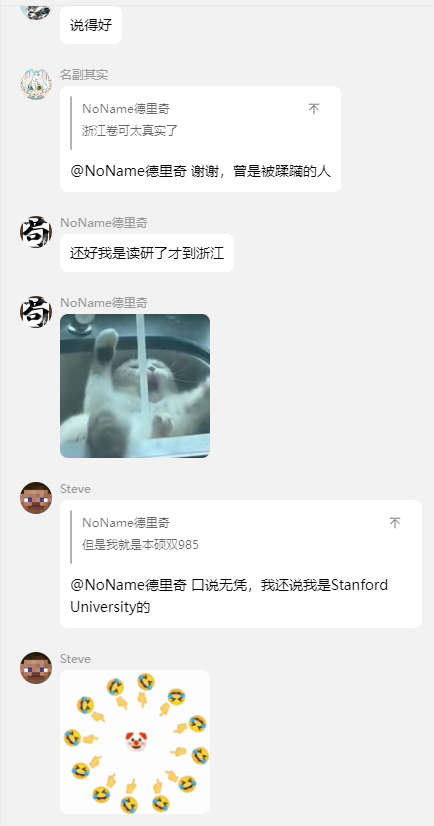 说得好
名副其实
NoName德里奇
浙江卷可太真实了
@NoName德里奇 谢谢，曾是被蹂躏的人
NoName德里奇
还好我是读研了才到浙江
NoName德里奇
Steve
NoName德里奇
但是我就是本硕双985
@NoName德里奇 口说无凭，我还说我是Stanford
University的
Steve